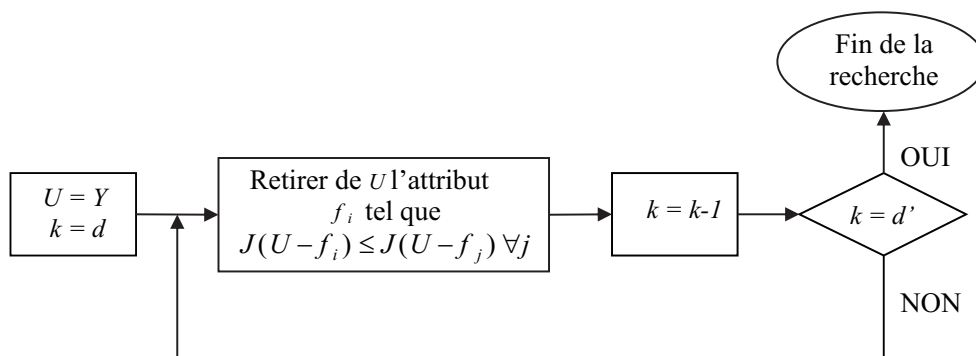 U = Y
k = d
Retirer de U l'attribut
f_i tel que
J(U − f_i) ≤ J(U − f_j) ∀j
k = k-1
k = d'
OUI
Fin de la
recherche
NON